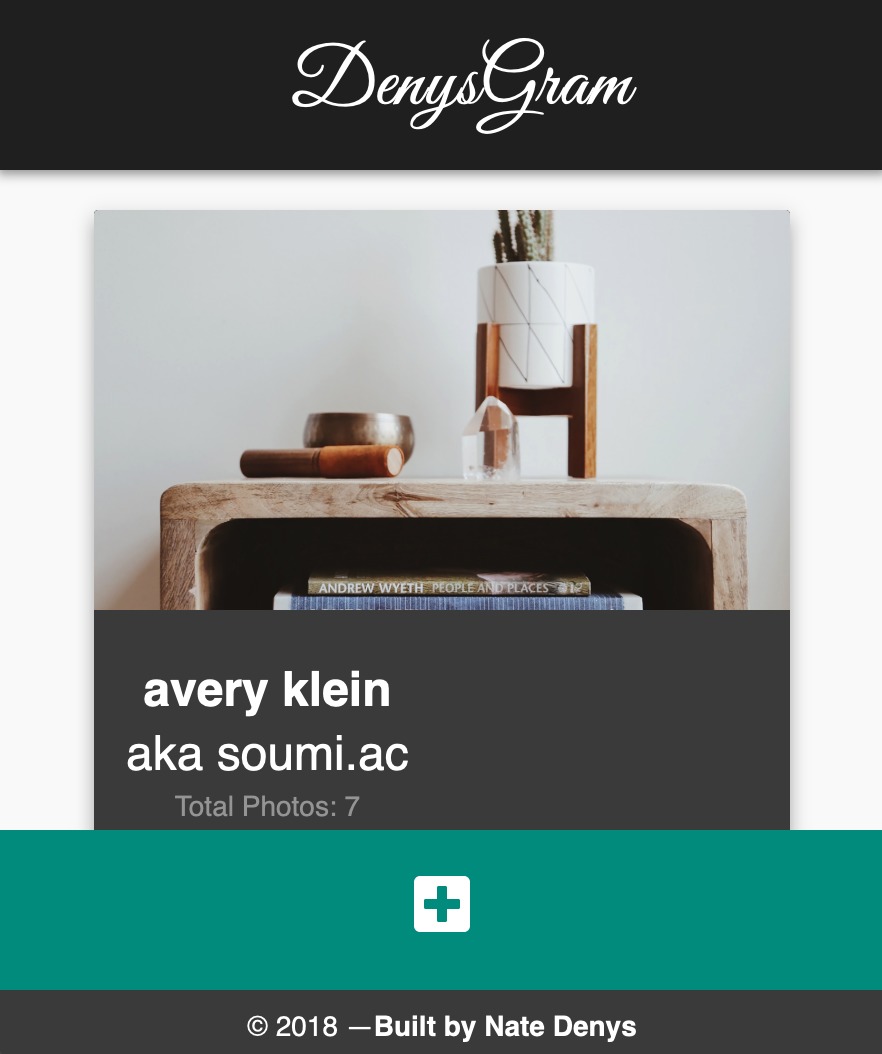 DenysGram
ANDREW WYETH PEOPLE AND PLACES
avery klein
aka soumi.ac
Total Photos: 7
© 2018 —Built by Nate Denys